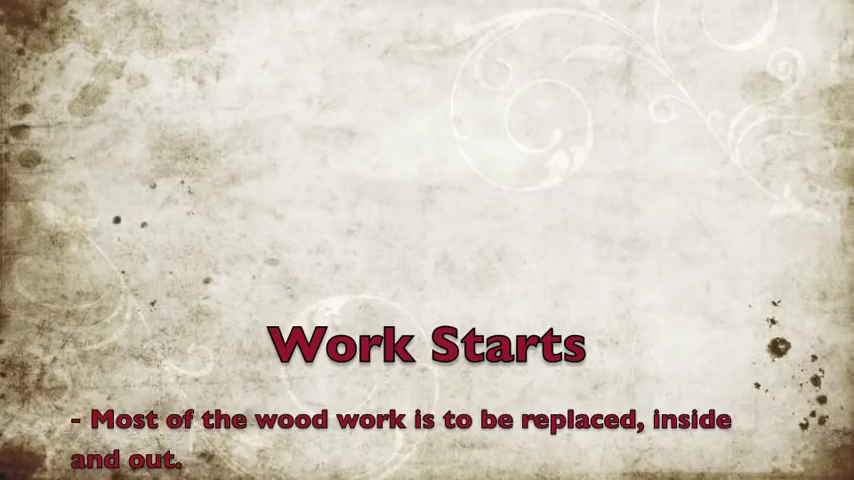 Work Starts
- Most of the wood work is to be replaced, inside
and out.